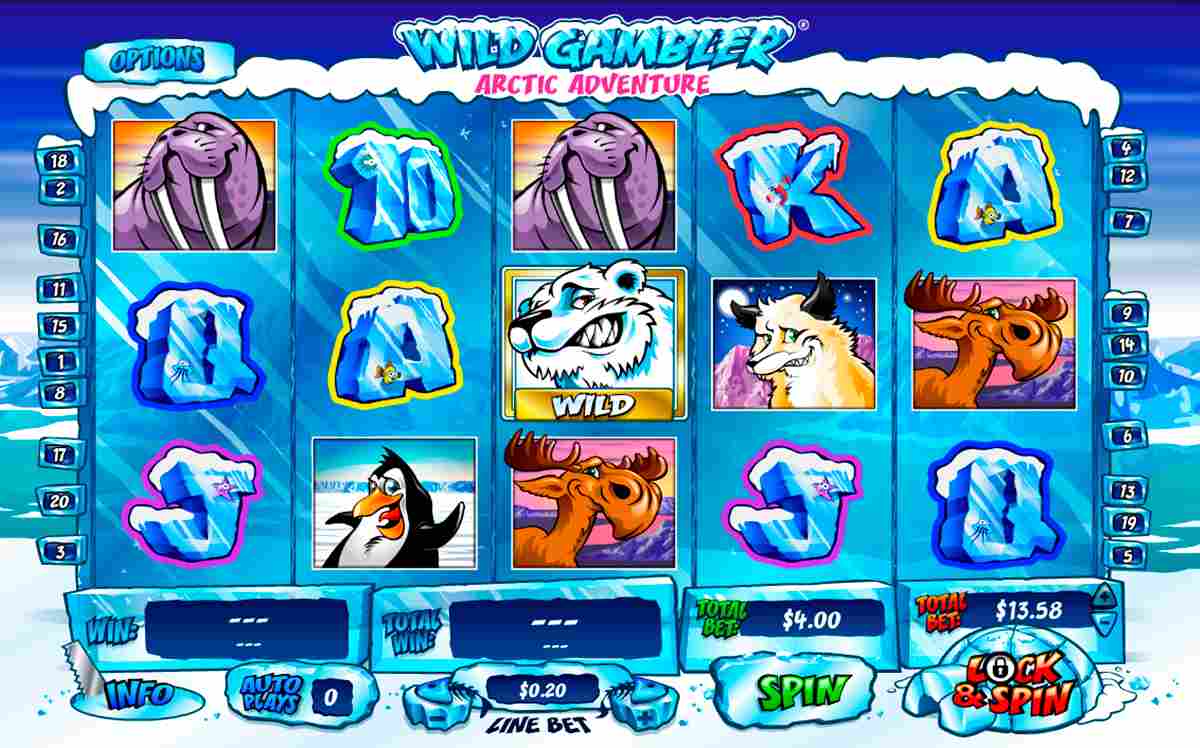 WILD GAMBLER®
ARCTIC ADVENTURE
OPTIONS
18
2
16
11
15
1
8
17
20
3
4
12
7
9
14
10
6
13
19
5
10
K
A
Q
A
WILD
J
J
Q
WIN:
---
---
TOTAL WIN:
---
---
TOTAL BET:
$4.00
TOTAL BET:
$13.58
+
-
INFO
AUTO PLAYS
0
$0.20
LINE BET
SPIN
LOCK & SPIN